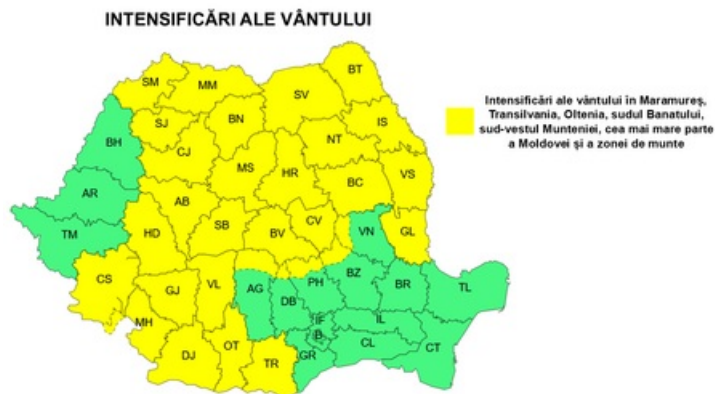 INTENSIFICĂRI ALE VÂNTULUI
Intensificări ale vântului în Maramureş,
Transilvania, Oltenia, sudul Banatului,
sud-vestul Munteniei, cea mai mare parte
a Moldovei şi a zonei de munte
BT
SM
MM
SV
SJ
BN
IS
BH
CJ
NT
MS
HR
BC
VS
AR
AB
TM
HD
SB
BV
CV
VN
GL
CS
GJ
VL
AG
DB
PH
BZ
BR
TL
MH
IF
IL
B
DJ
OT
TR
GR
CL
CT